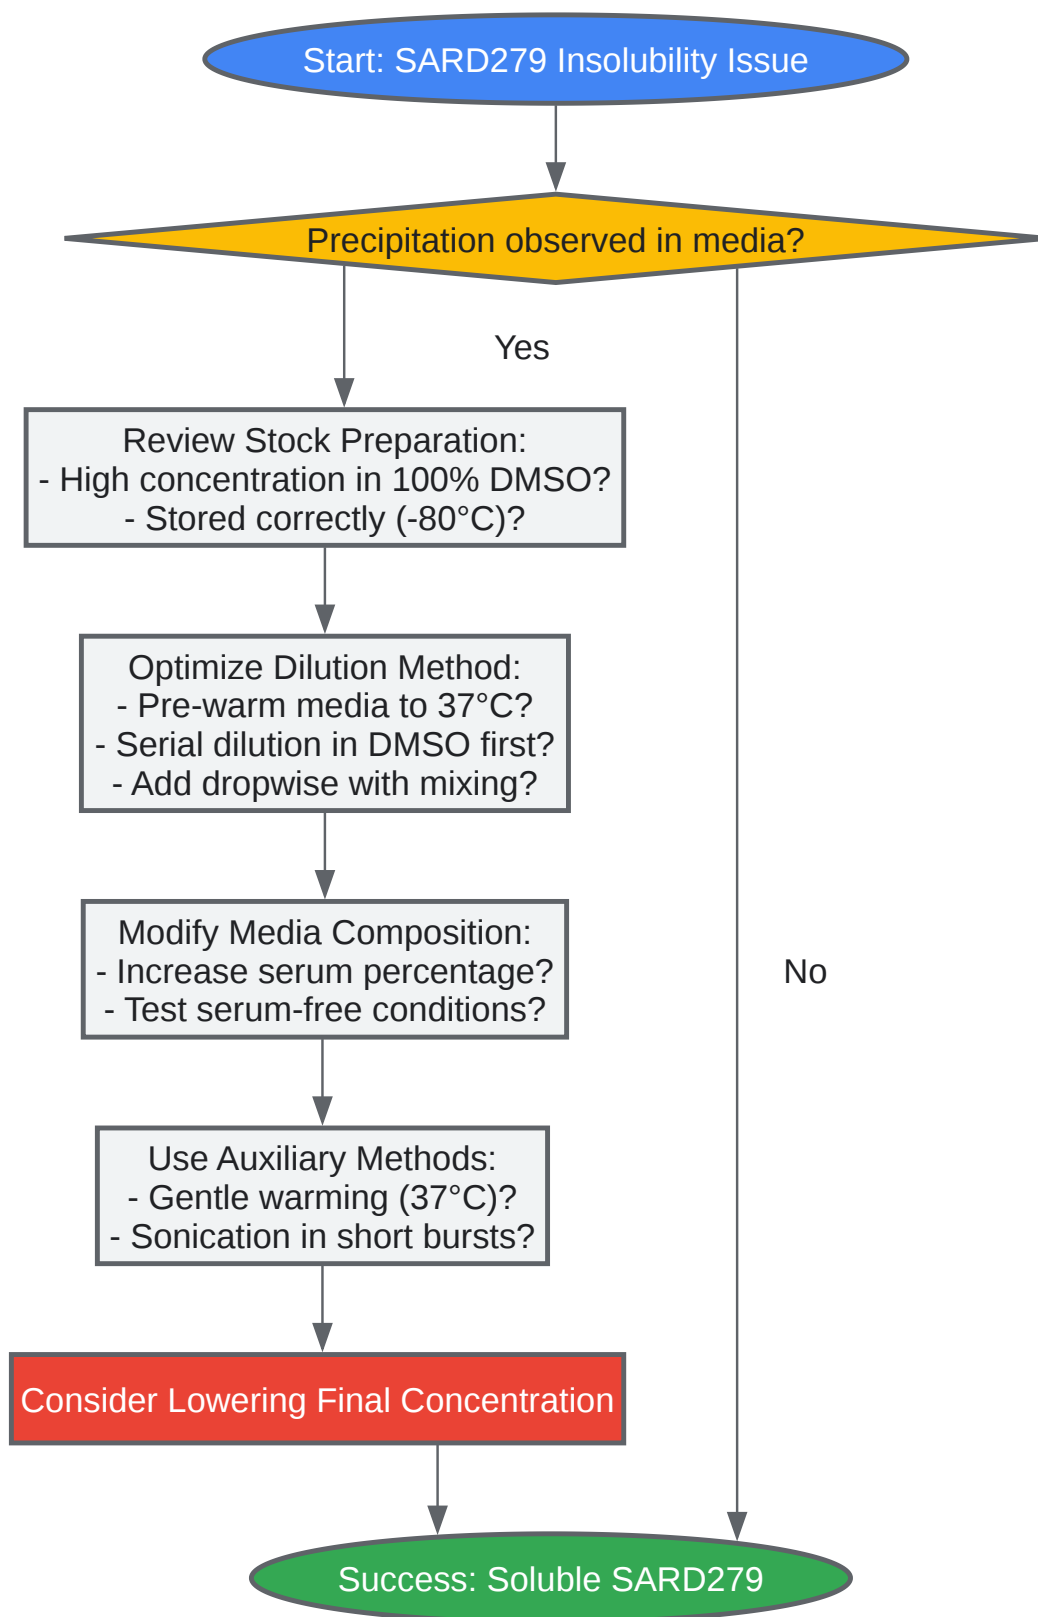 Start: SARD279 Insolubility Issue
Precipitation observed in media?
Yes
Review Stock Preparation:
- High concentration in 100% DMSO?
- Stored correctly (-80°C)?
Optimize Dilution Method:
- Pre-warm media to 37°C?
- Serial dilution in DMSO first?
- Add dropwise with mixing?
Modify Media Composition:
- Increase serum percentage?
- Test serum-free conditions?
No
Use Auxiliary Methods:
- Gentle warming (37°C)?
- Sonication in short bursts?
Consider Lowering Final Concentration
Success: Soluble SARD279